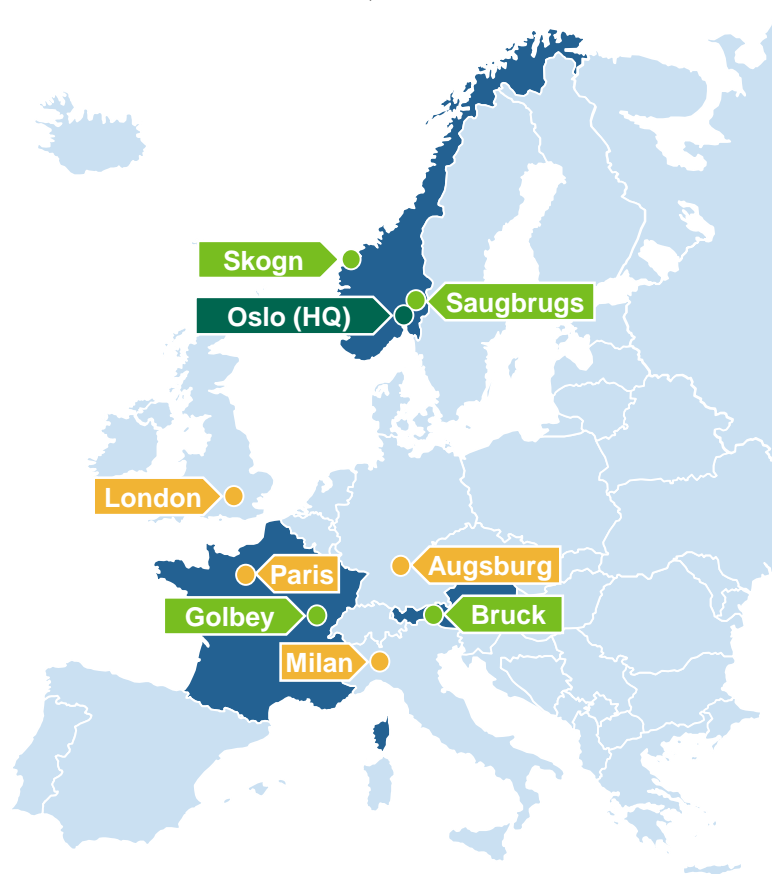 Skogn
Saugbrugs
Oslo (HQ)
London
Augsburg
Paris
Golbey
Bruck
Milan